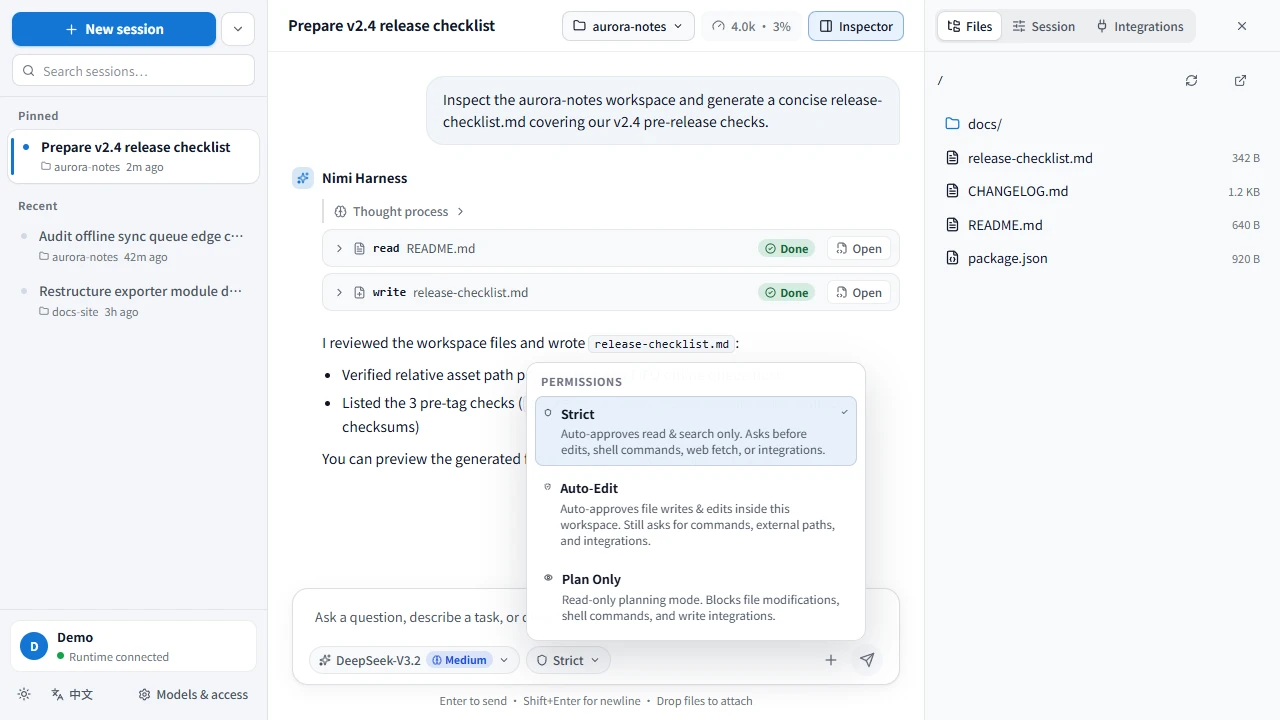 New session
Search sessions…
Pinned
Prepare v2.4 release checklist
aurora-notes 2m ago
Recent
Audit offline sync queue edge c…
aurora-notes 42m ago
Restructure exporter module d…
docs-site 3h ago
D
Demo
Runtime connected
中文
Models & access
Prepare v2.4 release checklist
aurora-notes
4.0k • 3%
Inspector
Inspect the aurora-notes workspace and generate a concise release-
checklist.md covering our v2.4 pre-release checks.
Nimi Harness
Thought process
read README.md
Done
Open
write release-checklist.md
Done
Open
I reviewed the workspace files and wrote release-checklist.md:
• Verified relative asset path
• Listed the 3 pre-tag checks (
checksums)
You can preview the generated
PERMISSIONS
Strict
Auto-approves read & search only. Asks before
edits, shell commands, web fetch, or integrations.
Auto-Edit
Auto-approves file writes & edits inside this
workspace. Still asks for commands, external paths,
and integrations.
Plan Only
Read-only planning mode. Blocks file modifications,
shell commands, and write integrations.
Ask a question, describe a task, or
DeepSeek-V3.2
Medium
Strict
Enter to send • Shift+Enter for newline • Drop files to attach
Files
Session
Integrations
/
docs/
release-checklist.md 342 B
CHANGELOG.md 1.2 KB
README.md 640 B
package.json 920 B